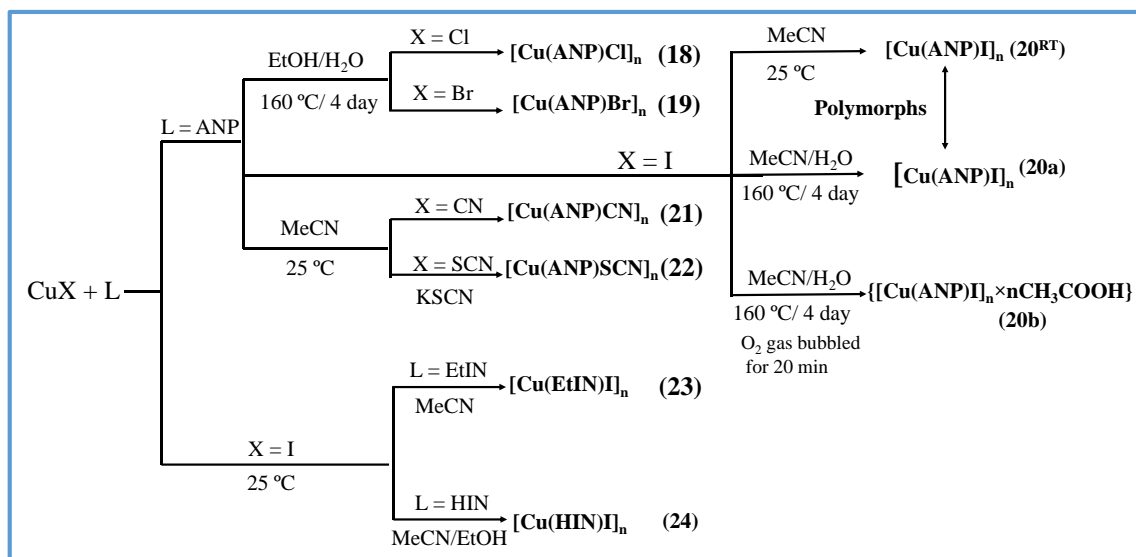 CuX + L
L = ANP
EtOH/H₂O
160 ºC/ 4 day
X = Cl
[Cu(ANP)Cl]ₙ (18)
X = Br
[Cu(ANP)Br]ₙ (19)
X = I
MeCN
25 ºC
[Cu(ANP)I]ₙ (20ᴿᵀ)
Polymorphs
MeCN/H₂O
160 ºC/ 4 day
[Cu(ANP)I]ₙ (20a)
MeCN/H₂O
160 ºC/ 4 day
O₂ gas bubbled
for 20 min
{[Cu(ANP)I]ₙ×nCH₃COOH}
(20b)
MeCN
25 ºC
X = CN
[Cu(ANP)CN]ₙ (21)
X = SCN
KSCN
[Cu(ANP)SCN]ₙ (22)
X = I
25 ºC
L = EtIN
MeCN
[Cu(EtIN)I]ₙ (23)
L = HIN
MeCN/EtOH
[Cu(HIN)I]ₙ (24)